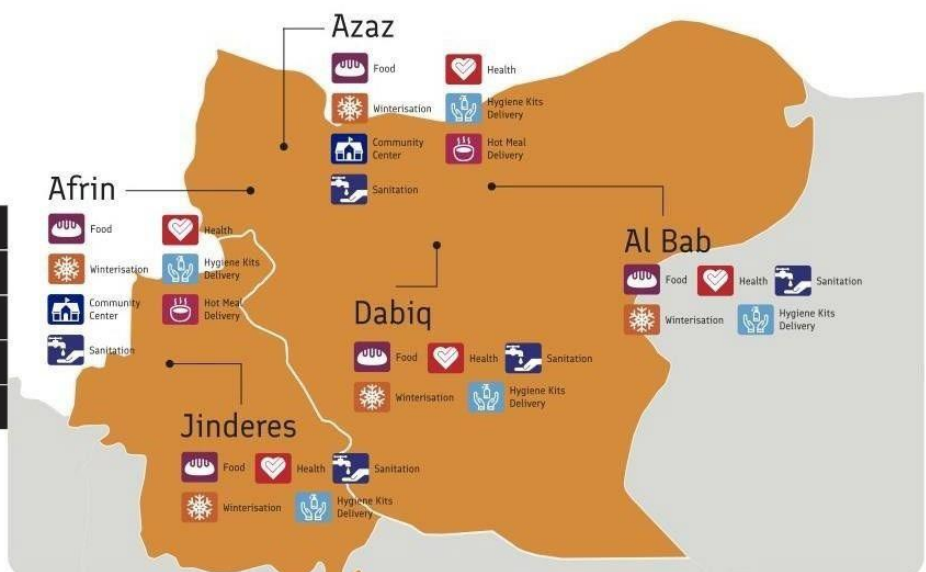 Azaz
Food
Health
Winterisation
Hygiene Kits
Delivery
Community
Center
Hot Meal
Delivery
Sanitation
Afrin
Food
Health
Winterisation
Hygiene Kits
Delivery
Community
Center
Hot Meal
Delivery
Sanitation
Al Bab
Food
Health
Sanitation
Winterisation
Hygiene Kits
Delivery
Dabiq
Food
Health
Sanitation
Winterisation
Hygiene Kits
Delivery
Jinderes
Food
Health
Sanitation
Winterisation
Hygiene Kits
Delivery